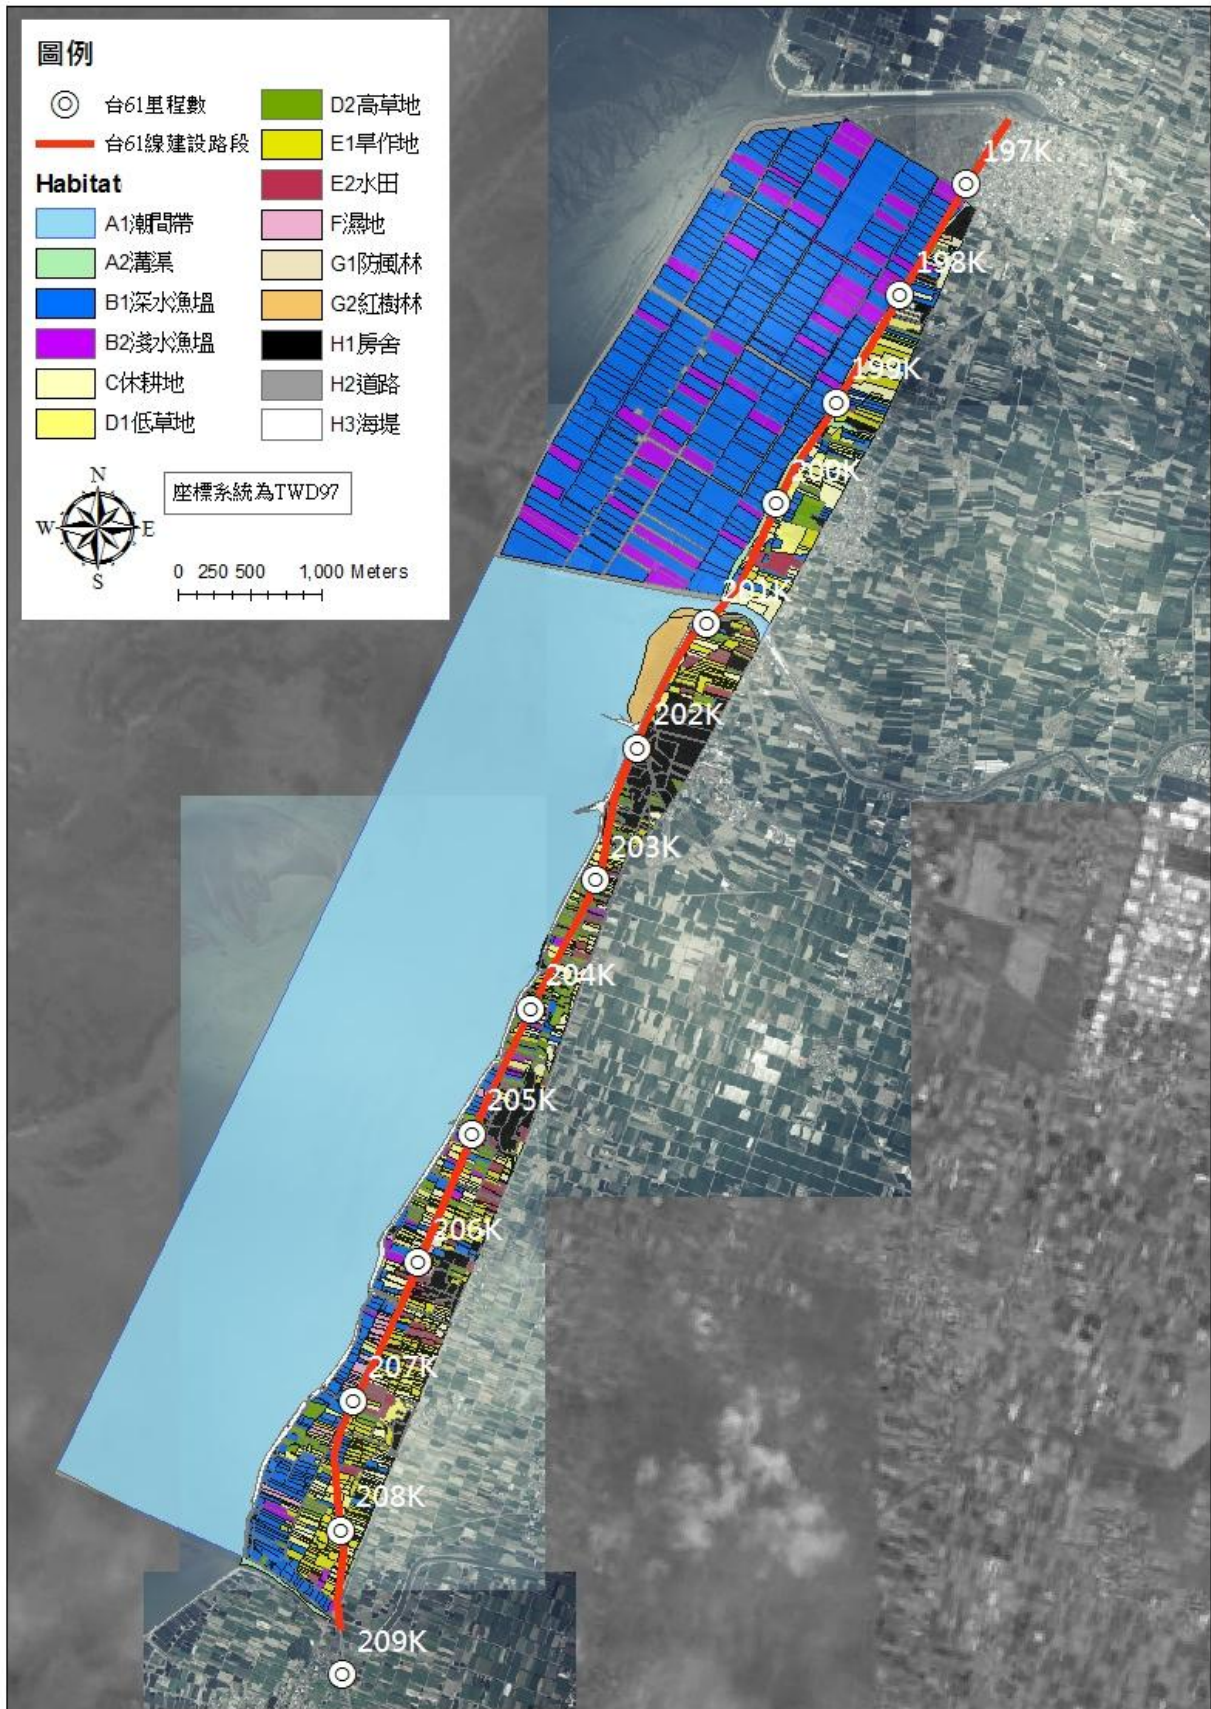 圖例
台61里程數
台61線建設路段
Habitat
A1潮間帶
A2溝渠
B1深水漁塭
B2淺水漁塭
C休耕地
D1低草地
D2高草地
E1旱作地
E2水田
F濕地
G1防風林
G2紅樹林
H1房舍
H2道路
H3海堤
N
W E
S
座標系統為TWD97
0 250 500 1,000 Meters
197K
198K
199K
200K
201K
202K
203K
204K
205K
206K
207K
208K
209K